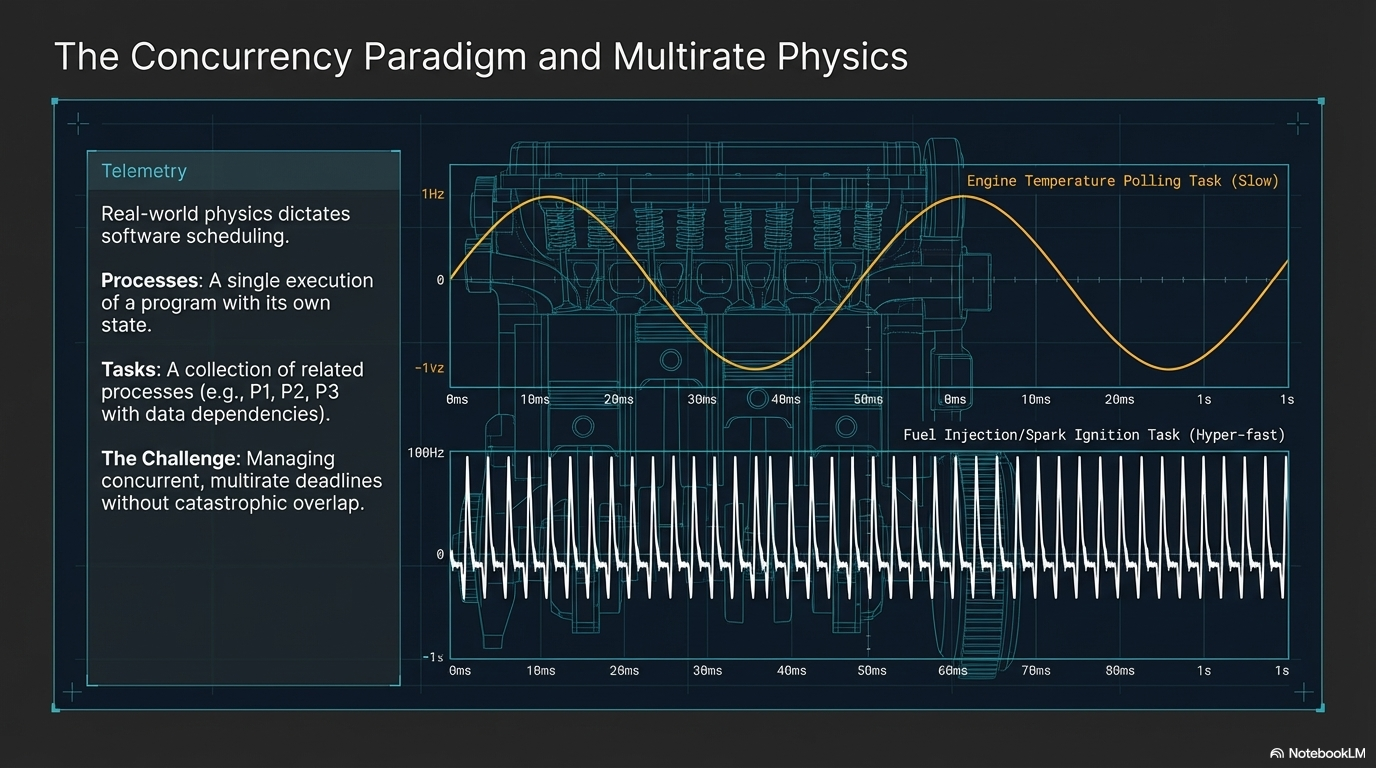 The Concurrency Paradigm and Multirate Physics
Telemetry
Real-world physics dictates
software scheduling.
Processes: A single execution
of a program with its own
state.
Tasks: A collection of related
processes (e.g., P1, P2, P3
with data dependencies).
The Challenge: Managing
concurrent, multirate deadlines
without catastrophic overlap.
Engine Temperature Polling Task (Slow)
1Hz
0
-1vz
0ms 10ms 20ms 30ms 40ms 50ms 0ms 10ms 20ms 1s 1s
Fuel Injection/Spark Ignition Task (Hyper-fast)
100Hz
0
-1s
0ms 10ms 20ms 30ms 40ms 50ms 60ms 70ms 80ms 1s 1s
NotebookLM